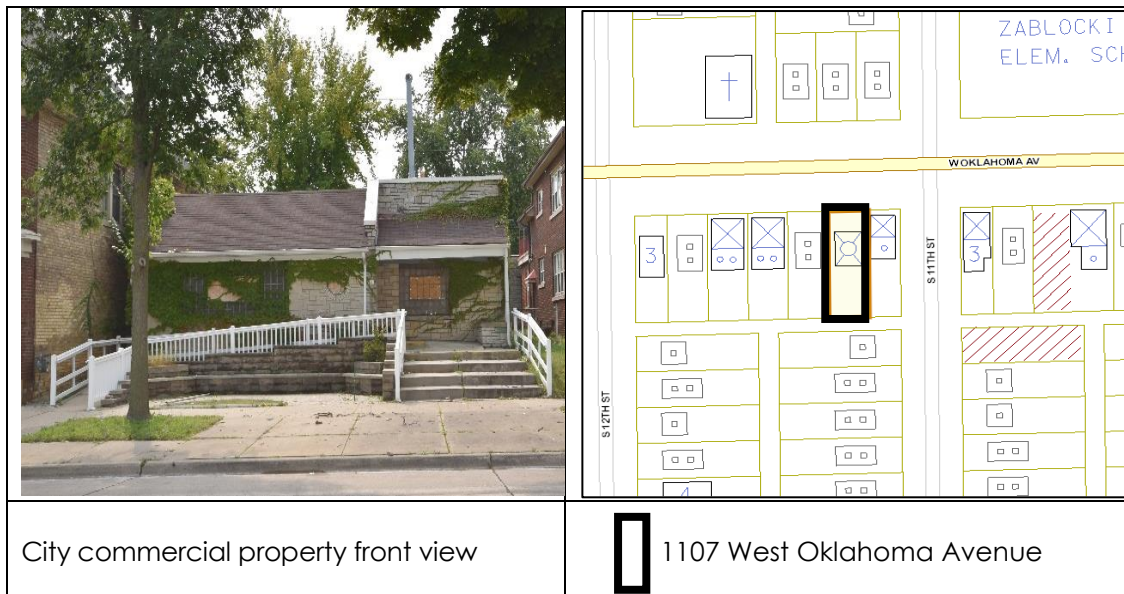 ZABLOCKI
ELEM. SCH
W OKLAHOMA AV
3
3
S 11TH ST
S 12TH ST
City commercial property front view
1107 West Oklahoma Avenue